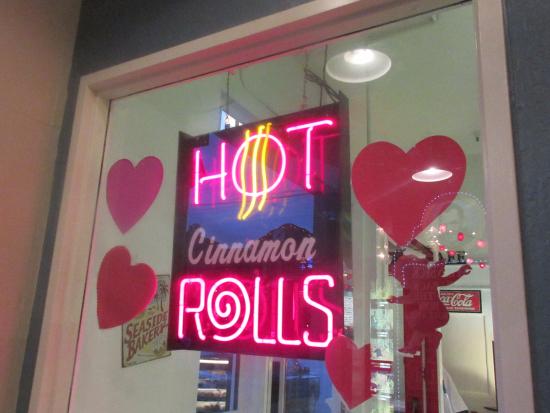 HOT
Cinnamon
ROLLS
SEASIDE
BAKERY
Coca-Cola